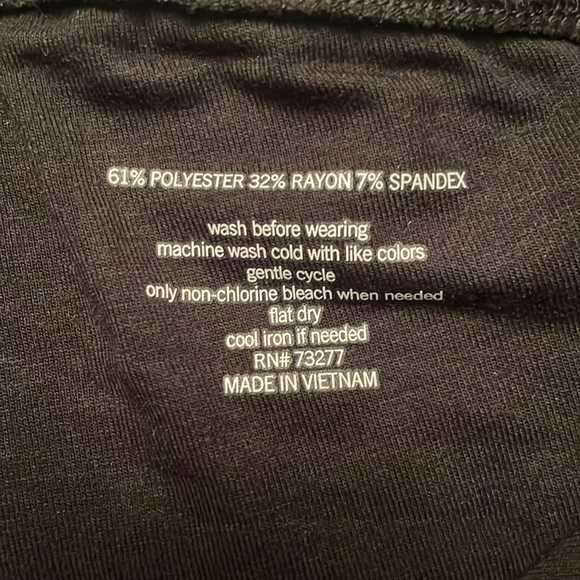 61% POLYESTER 32% RAYON 7% SPANDEX
wash before wearing
machine wash cold with like colors
gentle cycle
only non-chlorine bleach when needed
flat dry
cool iron if needed
RN# 73277
MADE IN VIETNAM